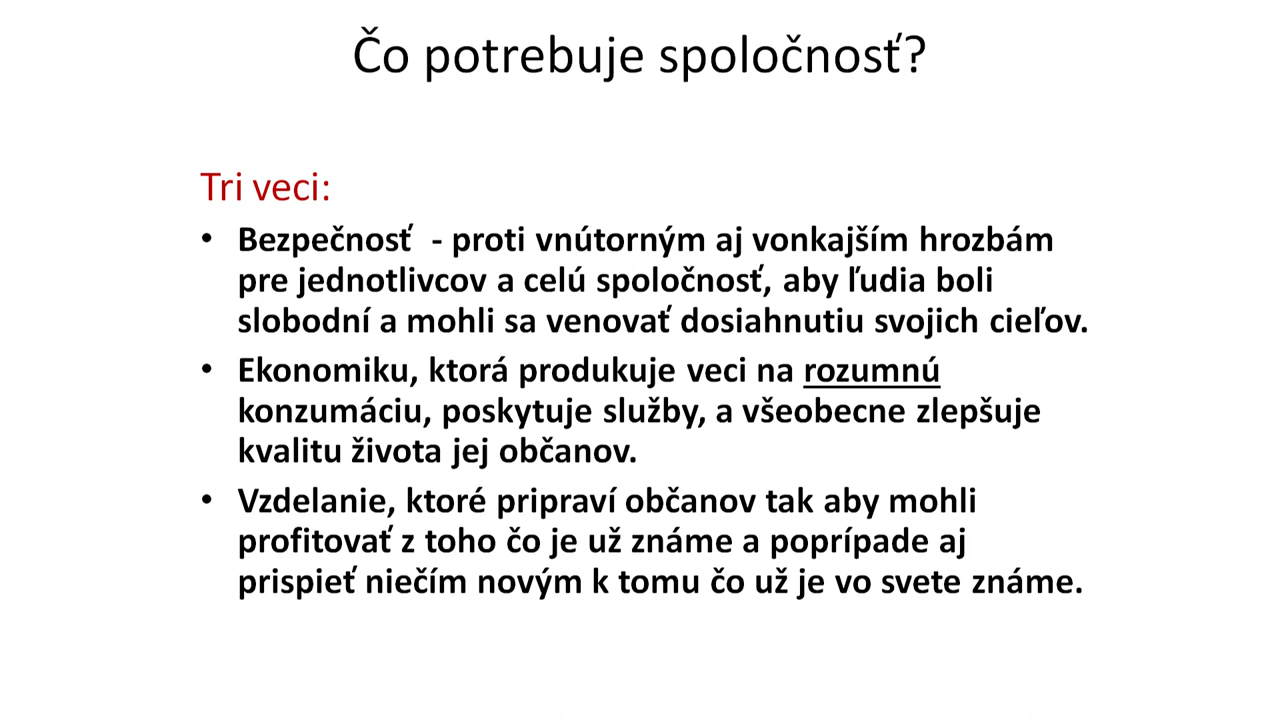 Čo potrebuje spoločnosť?
Tri veci:
• Bezpečnosť  - proti vnútorným aj vonkajším hrozbám
pre jednotlivcov a celú spoločnosť, aby ľudia boli
slobodní a mohli sa venovať dosiahnutiu svojich cieľov.
• Ekonomiku, ktorá produkuje veci na rozumnú
konzumáciu, poskytuje služby, a všeobecne zlepšuje
kvalitu života jej občanov.
• Vzdelanie, ktoré pripraví občanov tak aby mohli
profitovať z toho čo je už známe a poprípade aj
prispieť niečím novým k tomu čo už je vo svete známe.